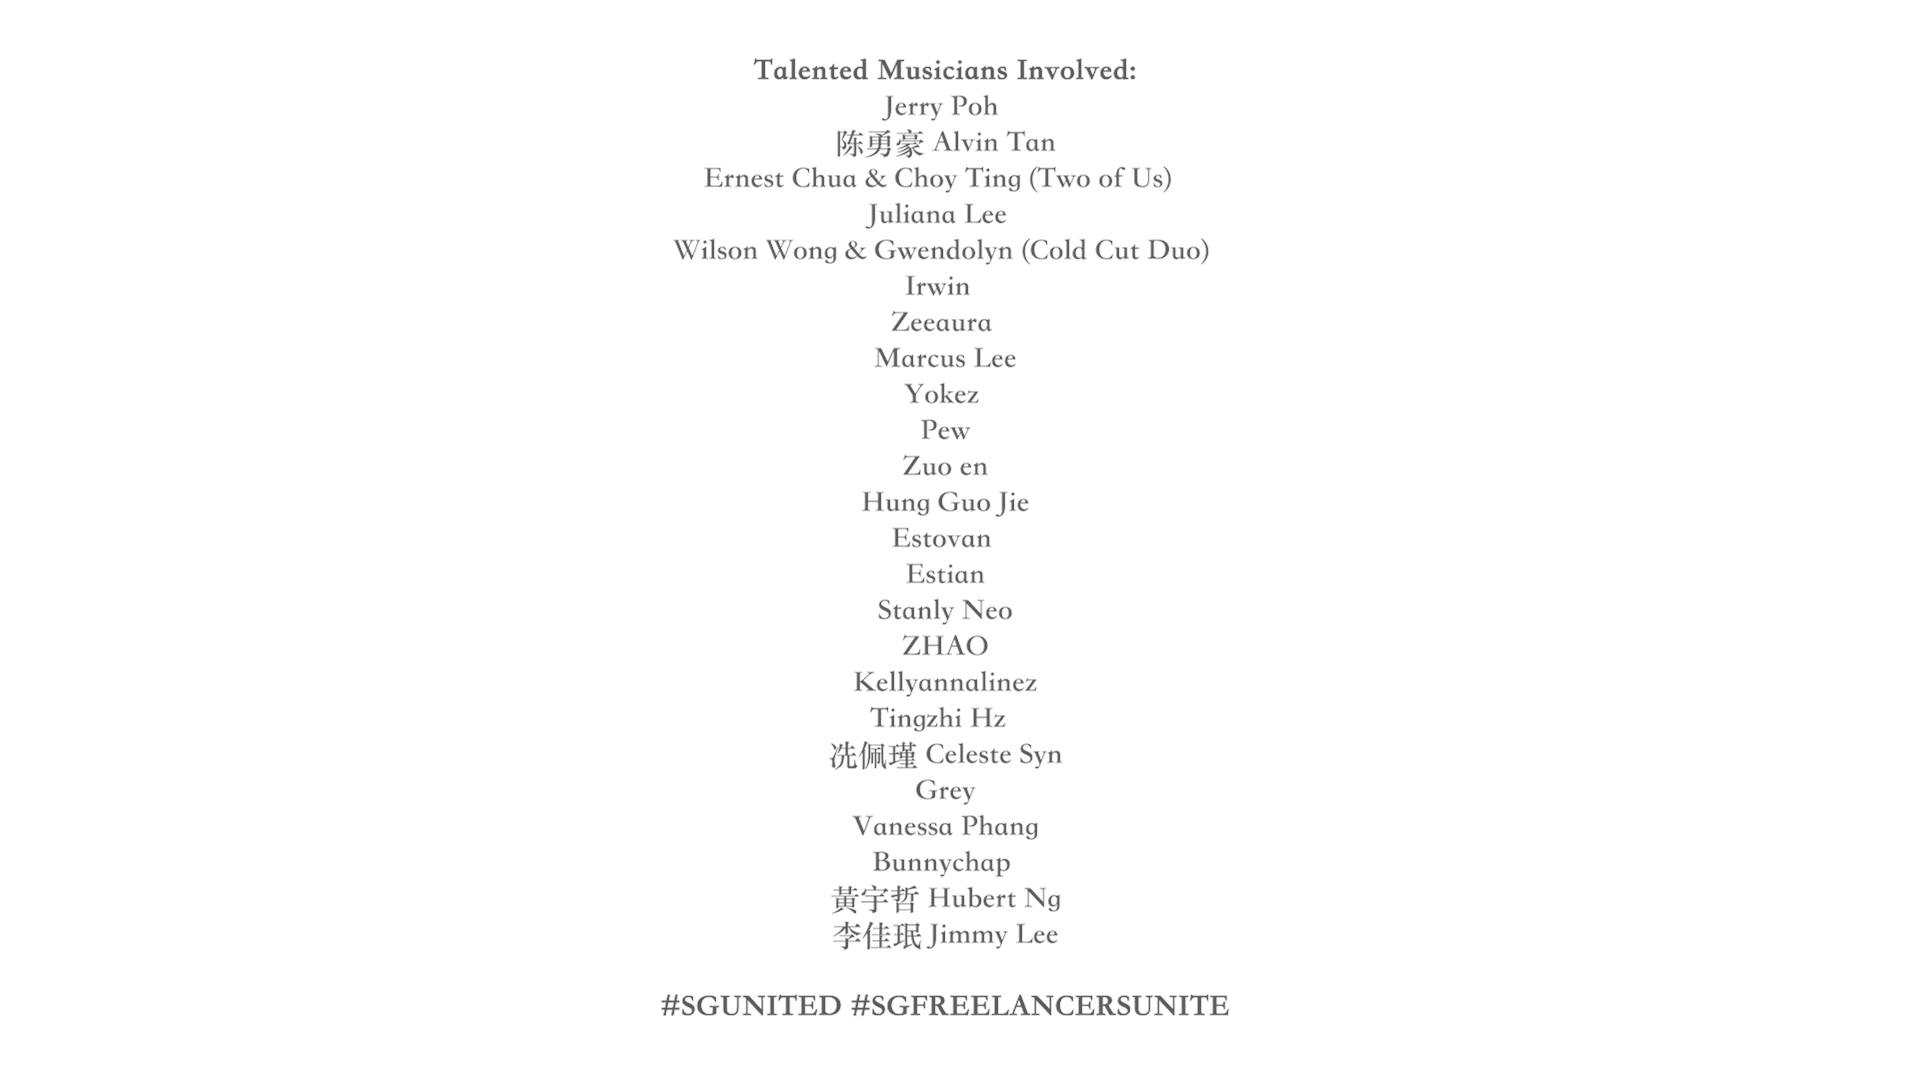 Talented Musicians Involved:
Jerry Poh
陈勇豪 Alvin Tan
Ernest Chua & Choy Ting (Two of Us)
Juliana Lee
Wilson Wong & Gwendolyn (Cold Cut Duo)
Irwin
Zeeaura
Marcus Lee
Yokez
Pew
Zuo en
Hung Guo Jie
Estovan
Estian
Stanly Neo
ZHAO
Kellyannalinez
Tingzhi Hz
冼佩瑾 Celeste Syn
Grey
Vanessa Phang
Bunnychap
黃宇哲 Hubert Ng
李佳珉 Jimmy Lee
#SGUNITED #SGFREELANCERSUNITE